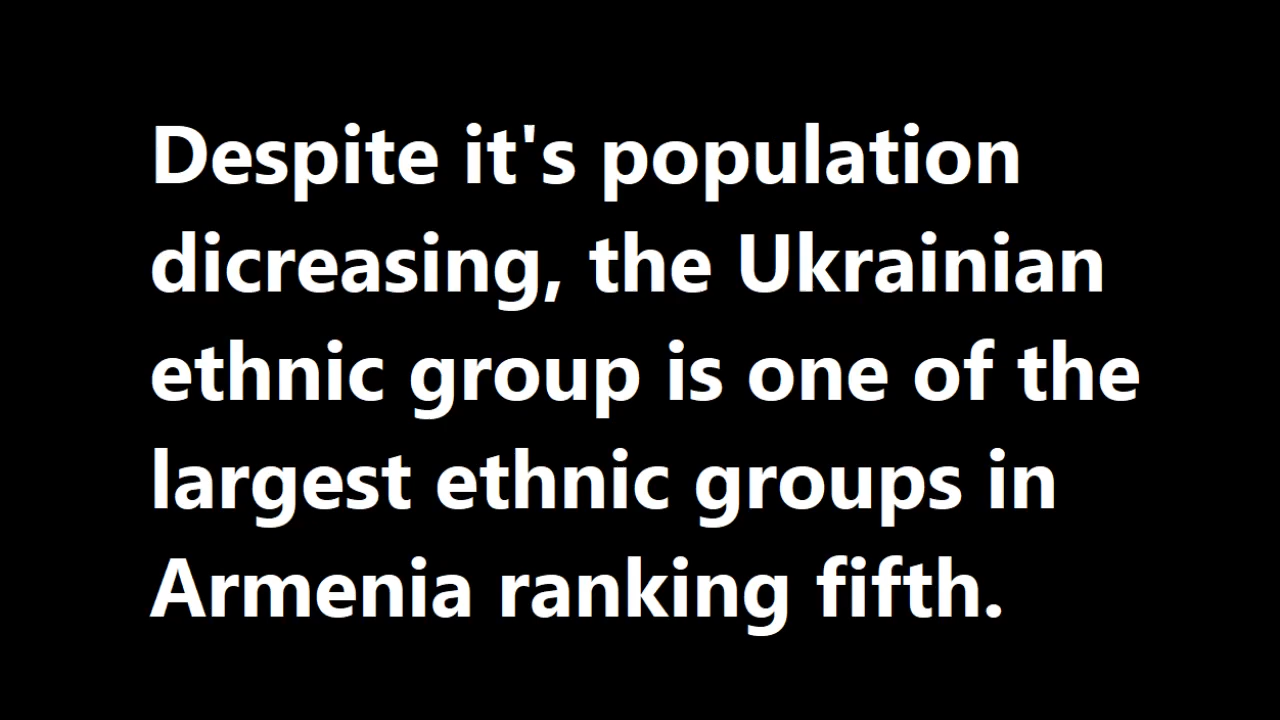 Despite it's population
dicreasing, the Ukrainian
ethnic group is one of the
largest ethnic groups in
Armenia ranking fifth.